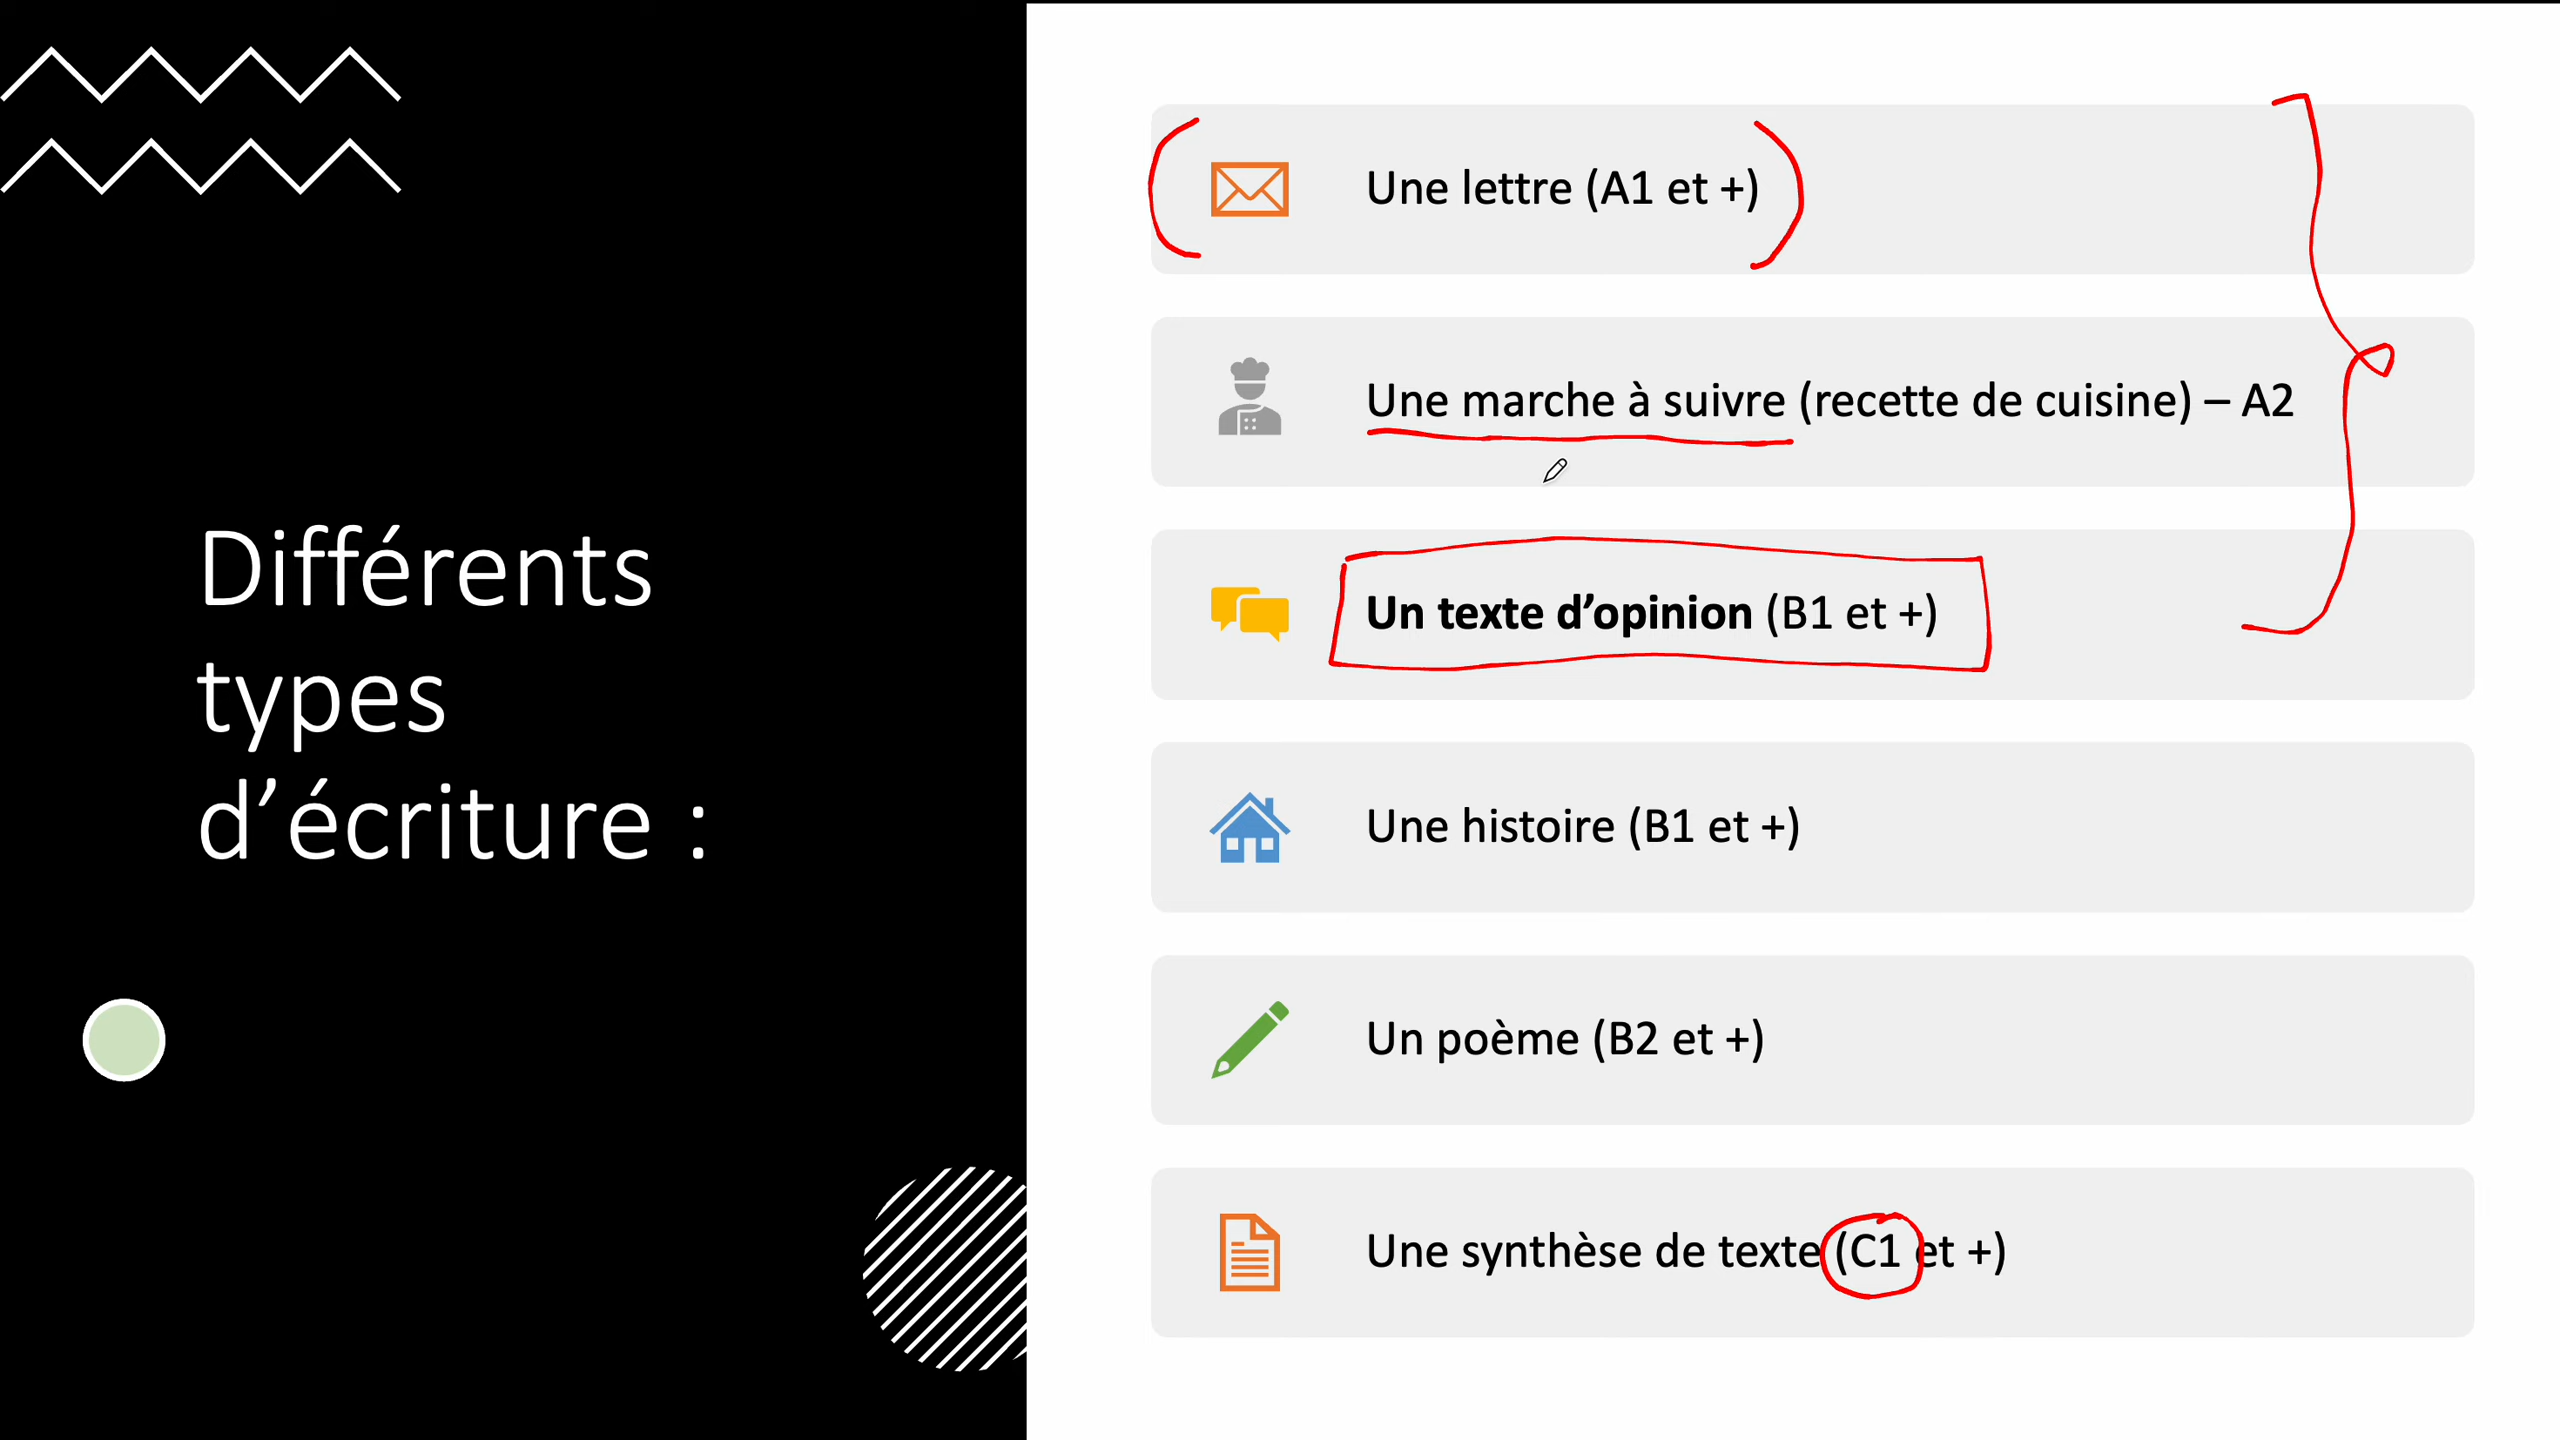 Différents
types
d’écriture :
Une lettre (A1 et +)
Une marche à suivre (recette de cuisine) – A2
Un texte d’opinion (B1 et +)
Une histoire (B1 et +)
Un poème (B2 et +)
Une synthèse de texte (C1 et +)